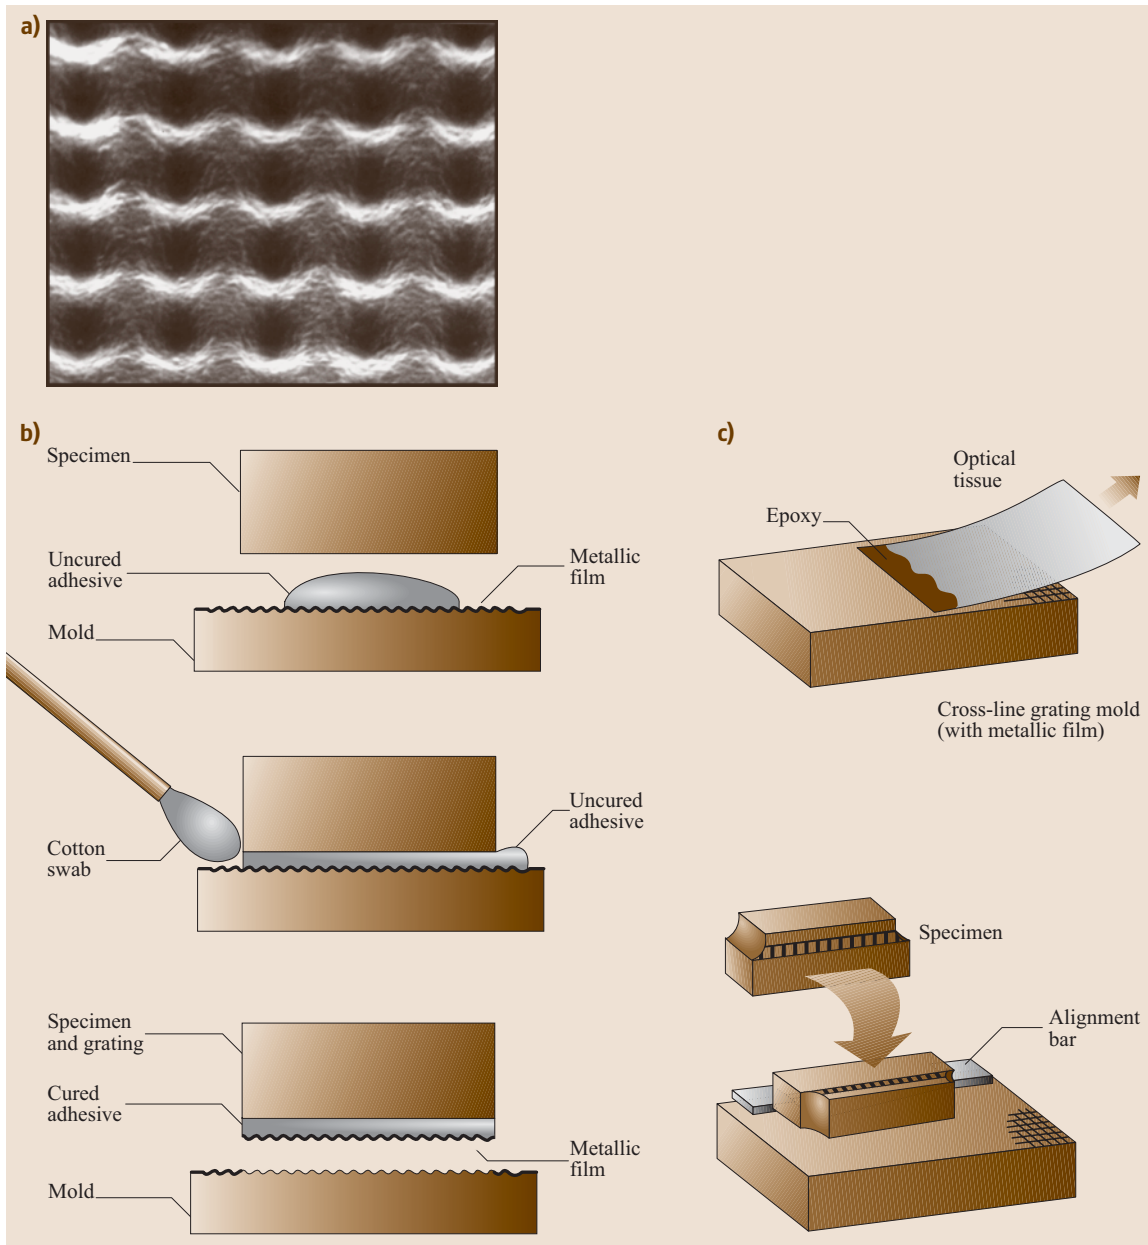 a)
b)
Specimen
Uncured
adhesive
Metallic
film
Mold
Cotton
swab
Uncured
adhesive
Specimen
and grating
Cured
adhesive
Metallic
film
Mold
c)
Optical
tissue
Epoxy
Cross-line grating mold
(with metallic film)
Specimen
Alignment
bar